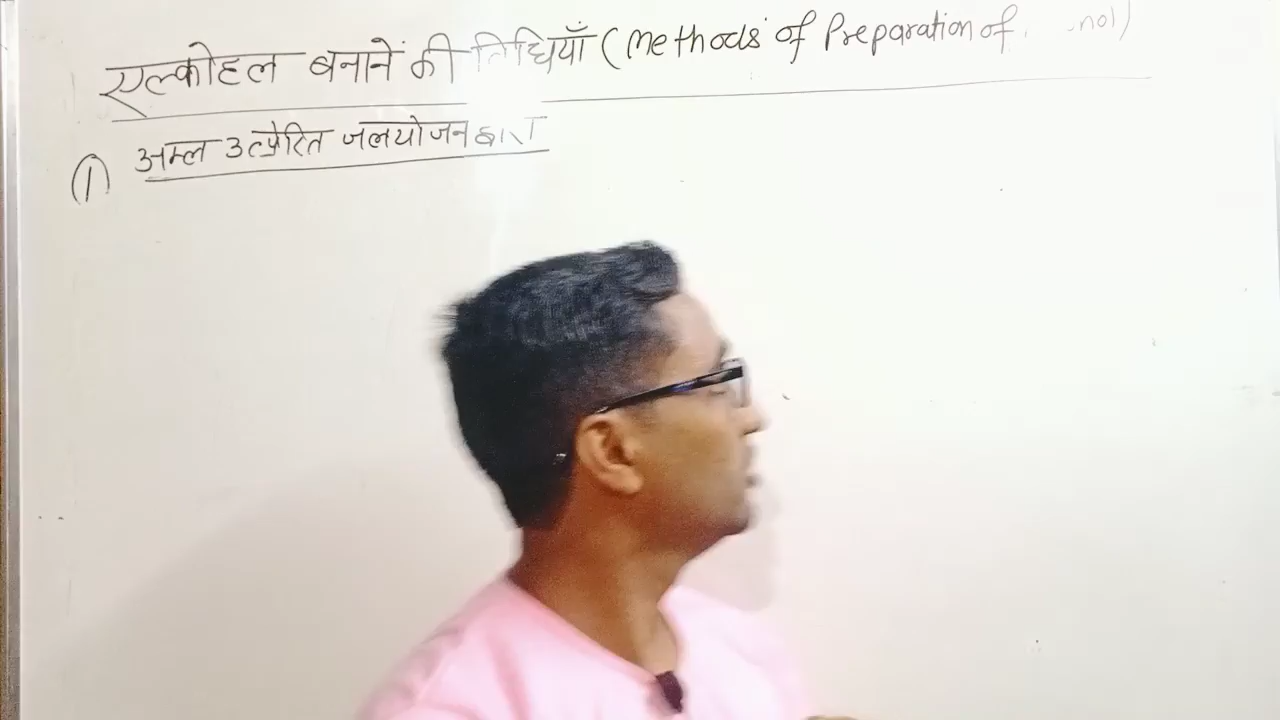 एल्कोहल बनानें की विधियाँ (Methods of Preparation of
① अम्ल उत्प्रेरित जलयोजन द्वारा